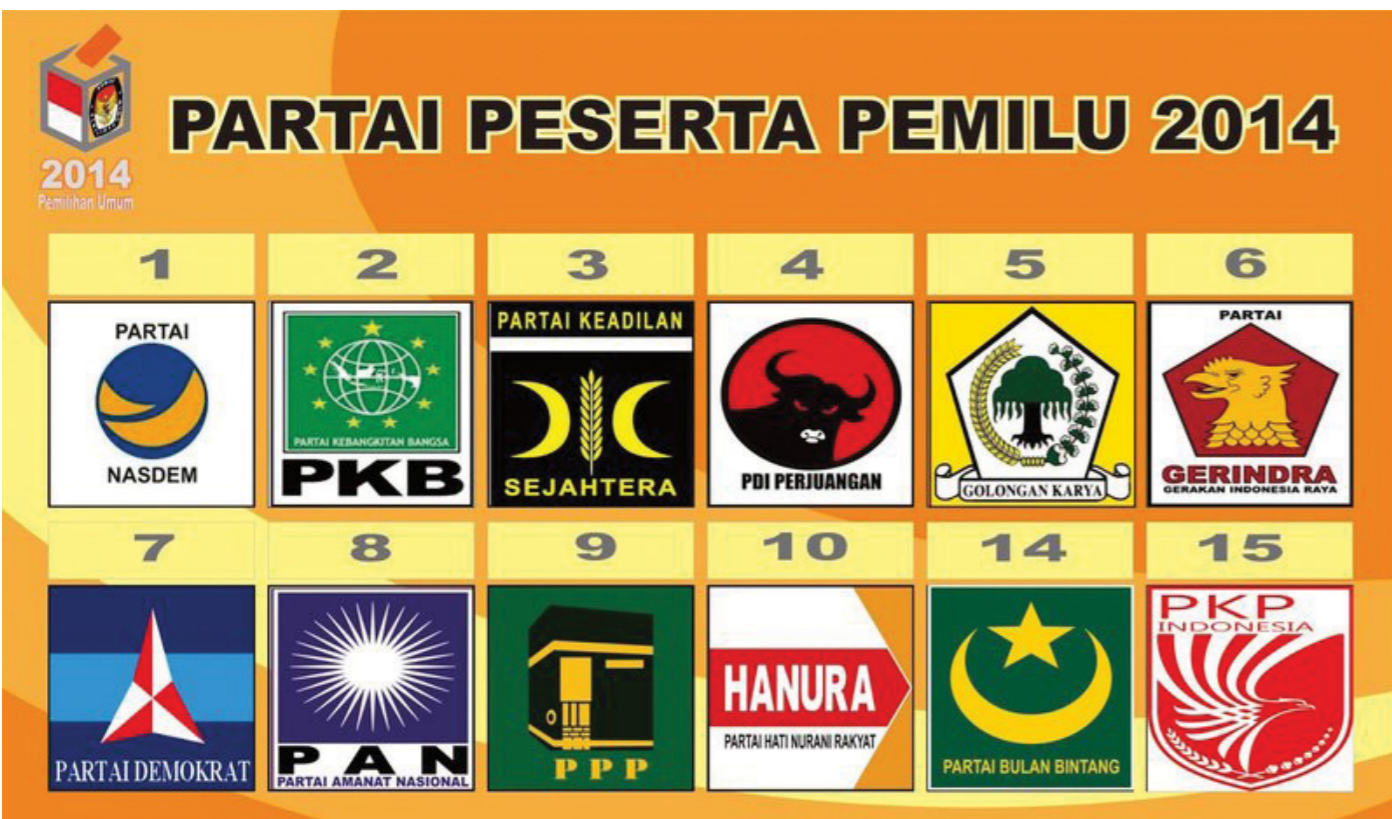 PARTAI PESERTA PEMILU 2014
2014
Pemilihan Umum
1
2
3
4
5
6
PARTAI
NASDEM
PARTAI KEBANGKITAN BANGSA
PKB
PARTAI KEADILAN
SEJAHTERA
PDI PERJUANGAN
GOLONGAN KARYA
PARTAI
GERINDRA
GERAKAN INDONESIA RAYA
7
8
9
10
14
15
PARTAI DEMOKRAT
PAN
PARTAI AMANAT NASIONAL
PPP
HANURA
PARTAI HATI NURANI RAKYAT
PARTAI BULAN BINTANG
PKP
INDONESIA